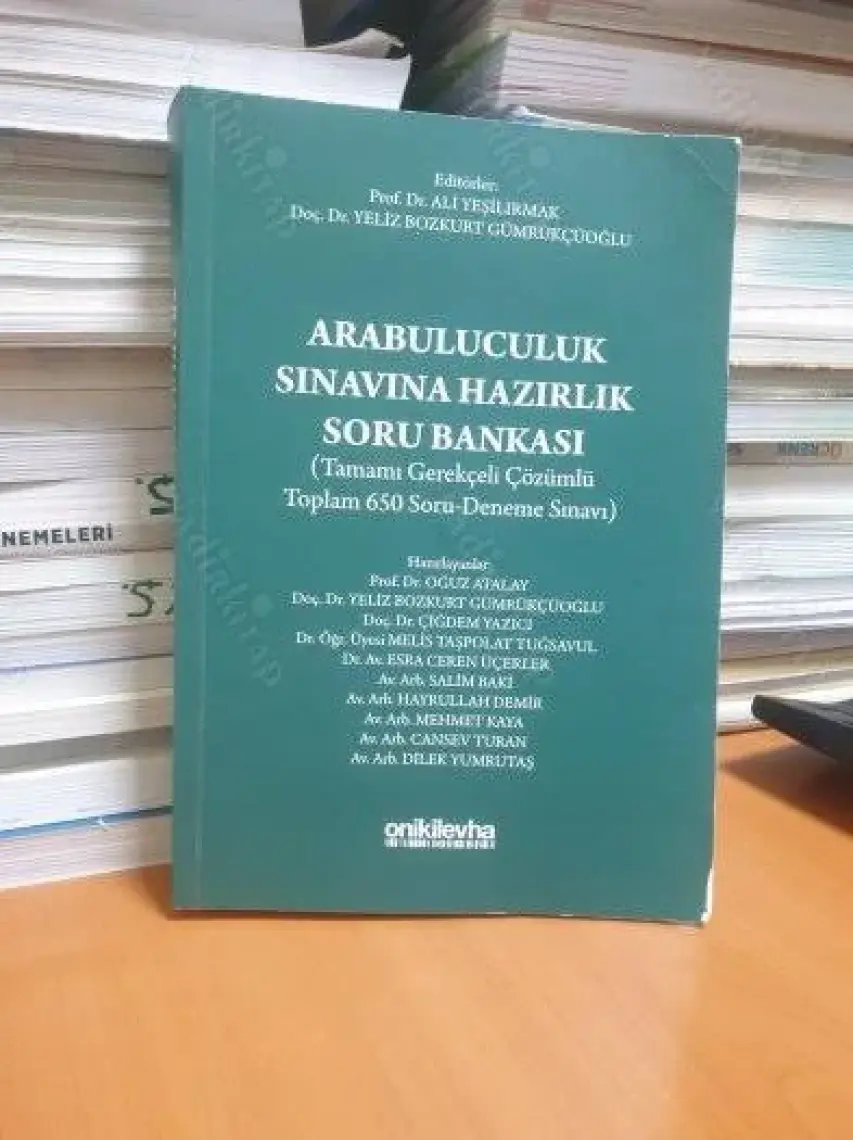 Editörler:
Prof. Dr. ALİ YEŞİLIRMAK
Doç. Dr. YELİZ BOZKURT GÜMRÜKÇÜOĞLU
ARABULUCULUK
SINAVINA HAZIRLIK
SORU BANKASI
(Tamamı Gerekçeli Çözümlü
Toplam 650 Soru-Deneme Sınavı)
Hazırlayanlar:
Prof. Dr. OĞUZ ATALAY
Doç. Dr. YELİZ BOZKURT GÜMRÜKÇÜOĞLU
Doç. Dr. ÇİĞDEM YAZICI
Dr. Öğr. Üyesi MELİS TAŞPOLAT TUĞSAVUL
Dr. Av. ESRA CEREN ÜÇERLER
Av. Arb. SALİM BAKİ
Av. Arb. HAYRULLAH DEMİR
Av. Arb. MEHMET KAYA
Av. Arb. CANSEV TURAN
Av. Arb. DİLEK YUMRUTAŞ
onikilevha
NEMELERİ
nadirkitap